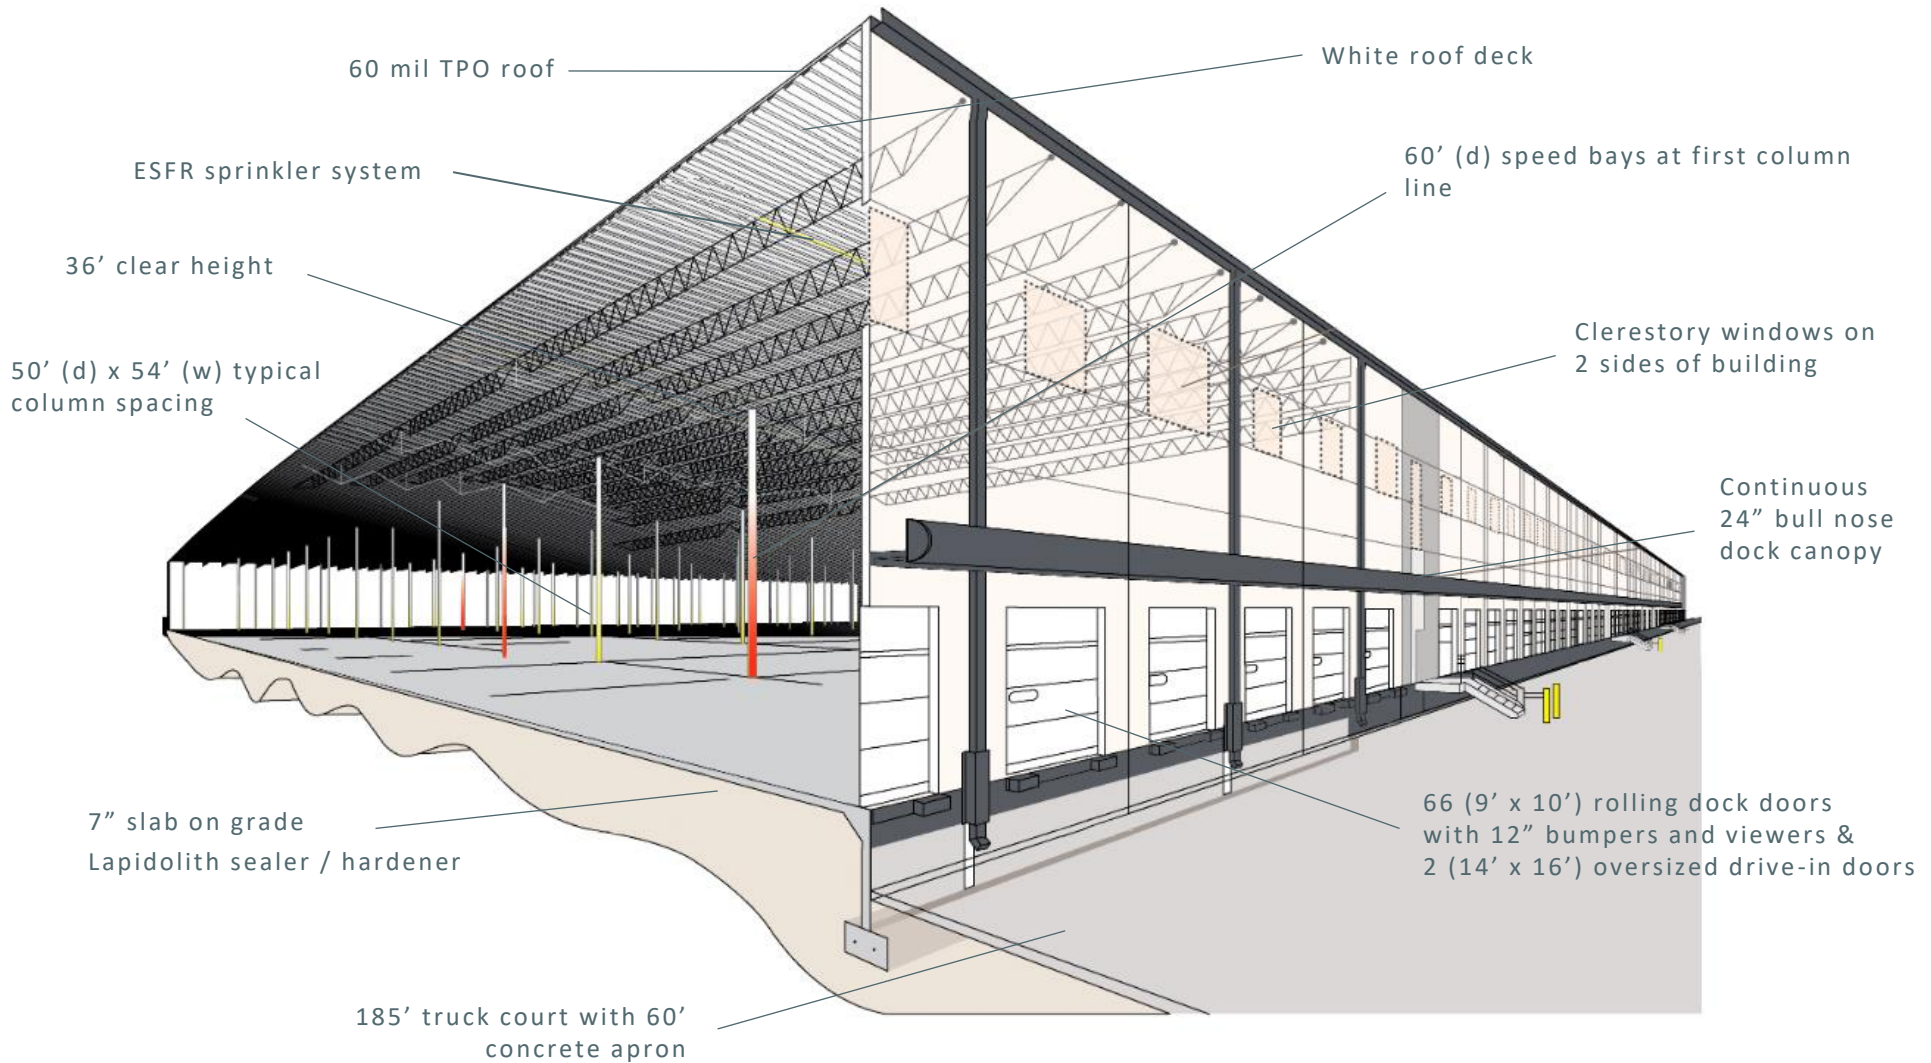 60 mil TPO roof
White roof deck
ESFR sprinkler system
60’ (d) speed bays at first column
line
36’ clear height
Clerestory windows on
2 sides of building
50’ (d) x 54’ (w) typical
column spacing
Continuous
24” bull nose
dock canopy
7” slab on grade
Lapidolith sealer / hardener
66 (9’ x 10’) rolling dock doors
with 12” bumpers and viewers &
2 (14’ x 16’) oversized drive-in doors
185’ truck court with 60’
concrete apron